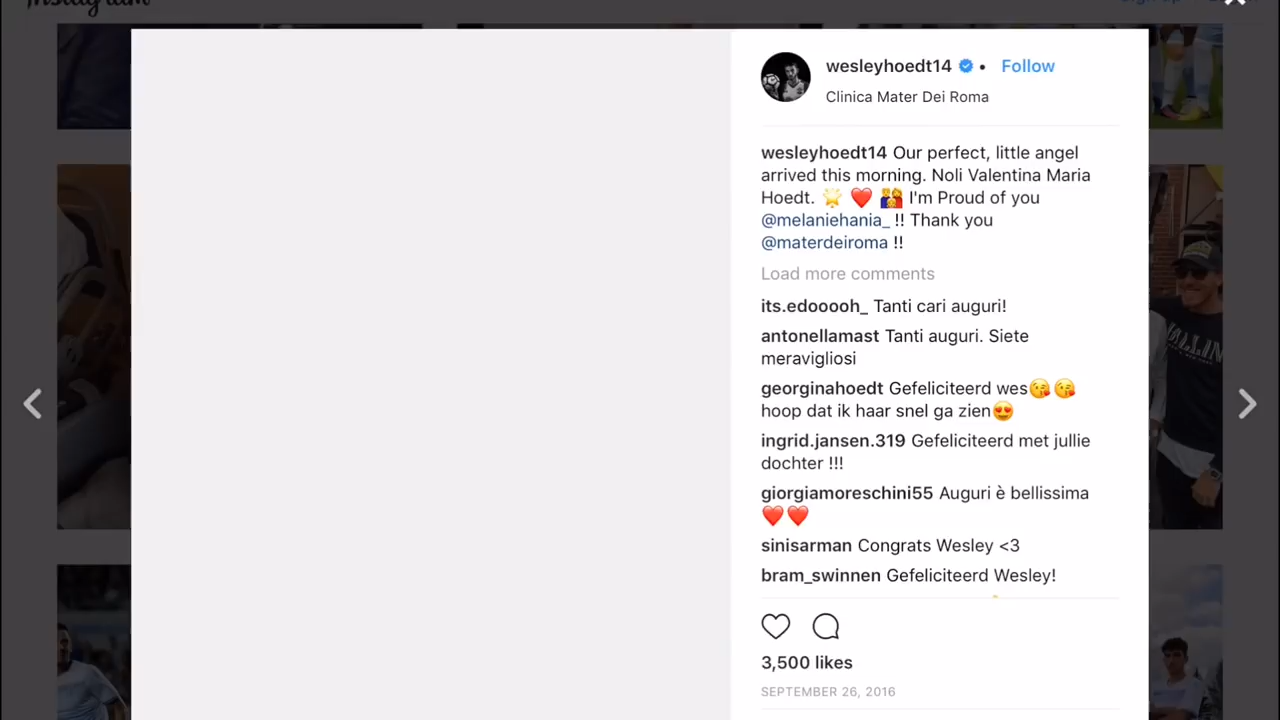 wesleyhoedt14 • Follow
Clinica Mater Dei Roma
wesleyhoedt14 Our perfect, little angel
arrived this morning. Noli Valentina Maria
Hoedt. 🌟 ❤️ 👨‍👩‍👧 I'm Proud of you
@melaniehania_ !! Thank you
@materdeiroma !!
Load more comments
its.edooooh_ Tanti cari auguri!
antonellamast Tanti auguri. Siete
meravigliosi
georginahoedt Gefeliciteerd wes😘 😘
hoop dat ik haar snel ga zien😍
ingrid.jansen.319 Gefeliciteerd met jullie
dochter !!!
giorgiamoreschini55 Auguri è bellissima
❤️❤️
sinisarman Congrats Wesley <3
bram_swinnen Gefeliciteerd Wesley!
3,500 likes
SEPTEMBER 26, 2016